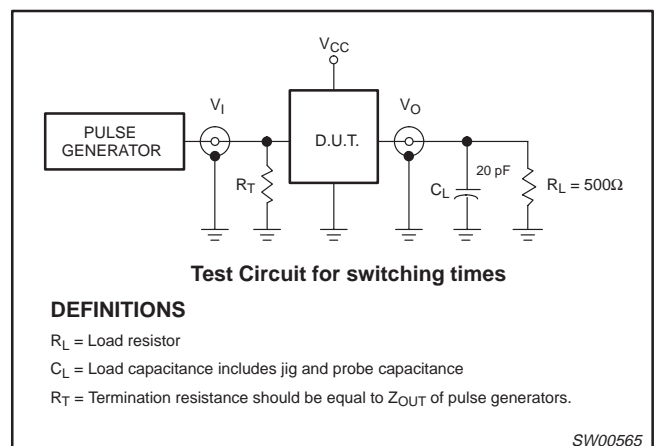 VCC
VI
VO
PULSE
GENERATOR
D.U.T.
RT
CL
20 pF
RL = 500Ω
Test Circuit for switching times
DEFINITIONS
RL = Load resistor
CL = Load capacitance includes jig and probe capacitance
RT = Termination resistance should be equal to ZOUT of pulse generators.
SW00565